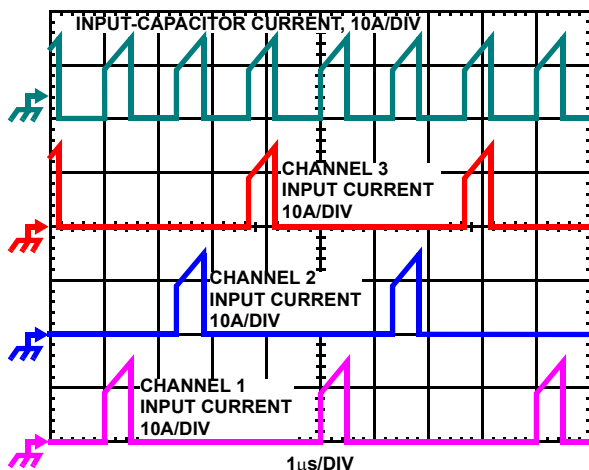 INPUT-CAPACITOR CURRENT, 10A/DIV
CHANNEL 3
INPUT CURRENT
10A/DIV
CHANNEL 2
INPUT CURRENT
10A/DIV
CHANNEL 1
INPUT CURRENT
10A/DIV
1μs/DIV